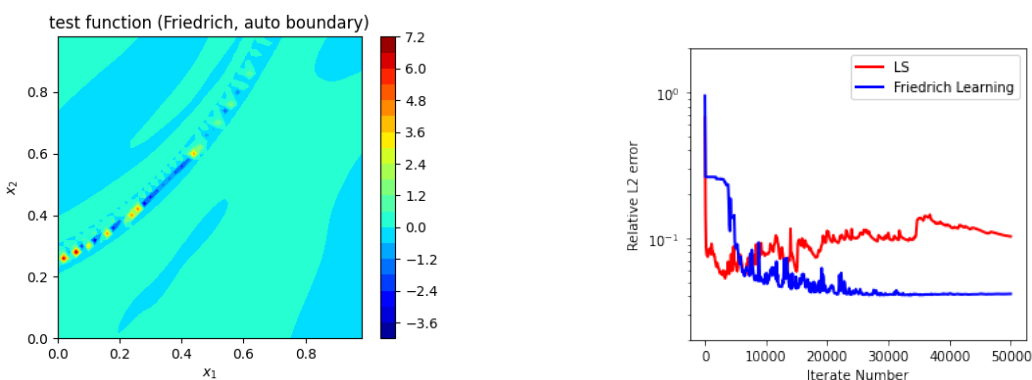 test function (Friedrich, auto boundary)
7.2
6.0
4.8
3.6
2.4
1.2
0.0
−1.2
−2.4
−3.6
0.8
0.6
0.4
0.2
0.0
x₂
0.0 0.2 0.4 0.6 0.8
x₁
LS
Friedrich Learning
10⁰
10⁻¹
Relative L2 error
0 10000 20000 30000 40000 50000
Iterate Number